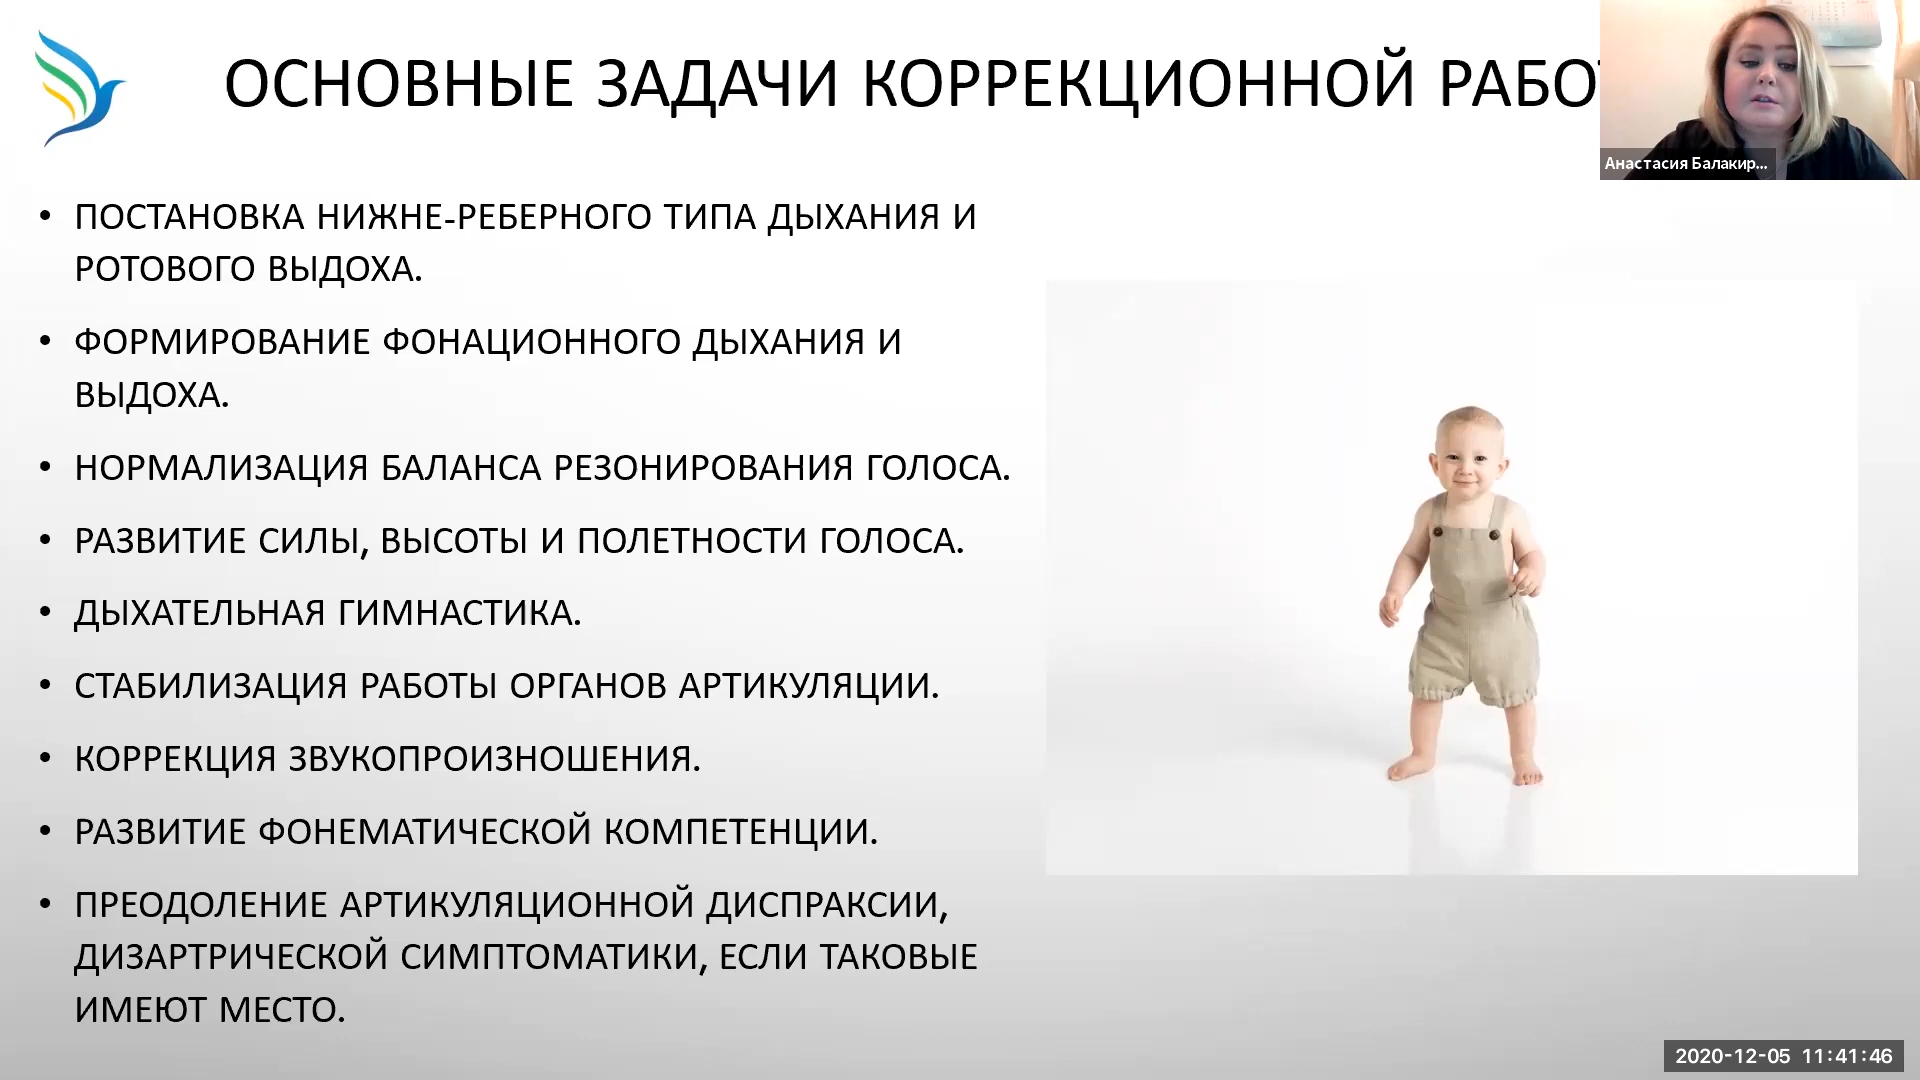 ОСНОВНЫЕ ЗАДАЧИ КОРРЕКЦИОННОЙ
Анастасия Балакир...
• ПОСТАНОВКА НИЖНЕ-РЕБЕРНОГО ТИПА ДЫХАНИЯ И
РОТОВОГО ВЫДОХА.
• ФОРМИРОВАНИЕ ФОНАЦИОННОГО ДЫХАНИЯ И
ВЫДОХА.
• НОРМАЛИЗАЦИЯ БАЛАНСА РЕЗОНИРОВАНИЯ ГОЛОСА.
• РАЗВИТИЕ СИЛЫ, ВЫСОТЫ И ПОЛЕТНОСТИ ГОЛОСА.
• ДЫХАТЕЛЬНАЯ ГИМНАСТИКА.
• СТАБИЛИЗАЦИЯ РАБОТЫ ОРГАНОВ АРТИКУЛЯЦИИ.
• КОРРЕКЦИЯ ЗВУКОПРОИЗНОШЕНИЯ.
• РАЗВИТИЕ ФОНЕМАТИЧЕСКОЙ КОМПЕТЕНЦИИ.
• ПРЕОДОЛЕНИЕ АРТИКУЛЯЦИОННОЙ ДИСПРАКСИИ,
ДИЗАРТРИЧЕСКОЙ СИМПТОМАТИКИ, ЕСЛИ ТАКОВЫЕ
ИМЕЮТ МЕСТО.
2020-12-05 11:41:46